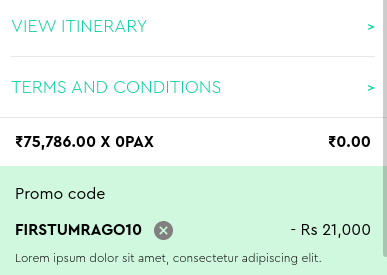 VIEW ITINERARY >
TERMS AND CONDITIONS >
₹75,786.00 X 0PAX ₹0.00
Promo code
FIRSTUMRAGO10 - Rs 21,000
Lorem ipsum dolor sit amet, consectetur adipiscing elit.